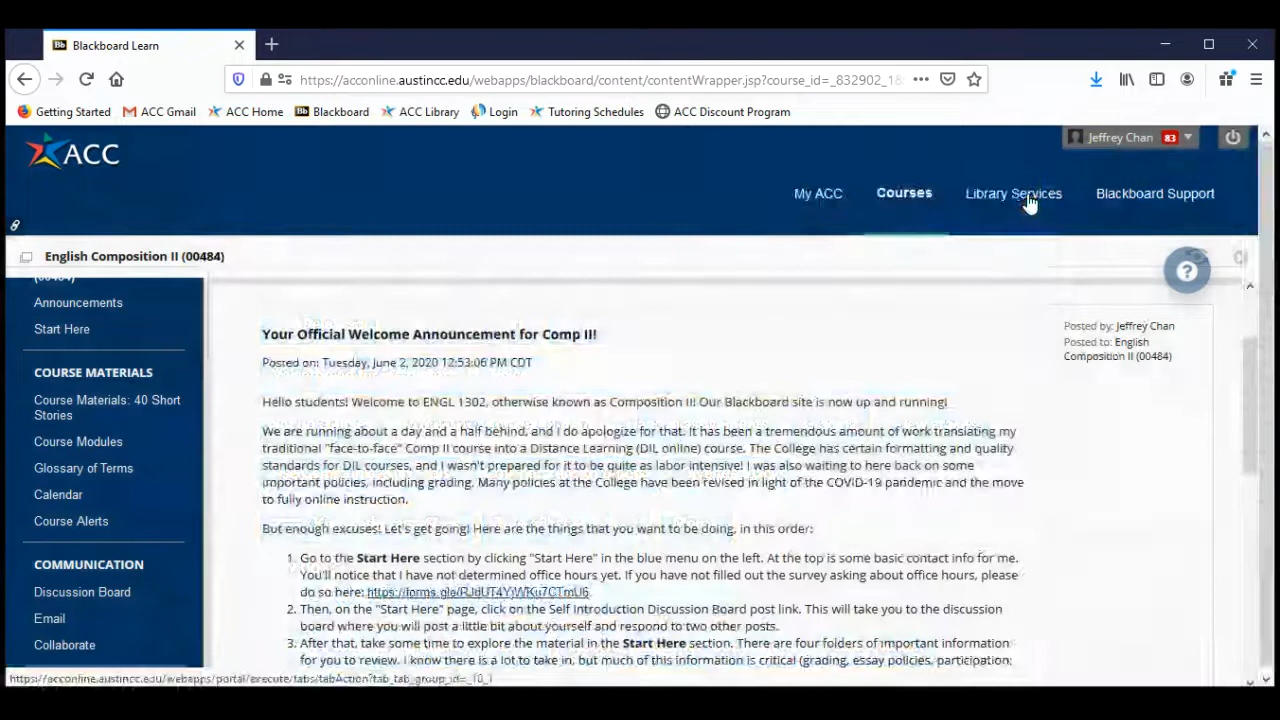 Blackboard Learn
https://acconline.austincc.edu/webapps/blackboard/content/contentWrapper.jsp?course_id=_832902_1&
Getting Started
ACC Gmail
ACC Home
Blackboard
ACC Library
Login
Tutoring Schedules
ACC Discount Program
ACC
Jeffrey Chan 83
My ACC
Courses
Library Services
Blackboard Support
English Composition II (00484)
(00484)
Announcements
Start Here
COURSE MATERIALS
Course Materials: 40 Short
Stories
Course Modules
Glossary of Terms
Calendar
Course Alerts
COMMUNICATION
Discussion Board
Email
Collaborate
Your Official Welcome Announcement for Comp II!
Posted on: Tuesday, June 2, 2020 12:53:06 PM CDT
Hello students! Welcome to ENGL 1302, otherwise known as Composition II! Our Blackboard site is now up and running!
We are running about a day and a half behind, and I do apologize for that. It has been a tremendous amount of work translating my
traditional "face-to-face" Comp II course into a Distance Learning (DIL online) course. The College has certain formatting and quality
standards for DIL courses, and I wasn't prepared for it to be quite as labor intensive! I was also waiting to here back on some
important policies, including grading. Many policies at the College have been revised in light of the COVID-19 pandemic and the move
to fully online instruction.
But enough excuses! Let's get going! Here are the things that you want to be doing, in this order:
1. Go to the Start Here section by clicking "Start Here" in the blue menu on the left. At the top is some basic contact info for me.
You'll notice that I have not determined office hours yet. If you have not filled out the survey asking about office hours, please
do so here:
2. Then, on the "Start Here" page, click on the Self Introduction Discussion Board post link. This will take you to the discussion
board where you will post a little bit about yourself and respond to two other posts.
3. After that, take some time to explore the material in the Start Here section. There are four folders of important information
for you to review. I know there is a lot to take in, but much of this information is critical (grading, essay policies, participation;
Posted by: Jeffrey Chan
Posted to: English
Composition II (00484)
?
https://acconline.austincc.edu/webapps/portal/execute/tabs/tabAction?tab_tab_group_id=_10_1